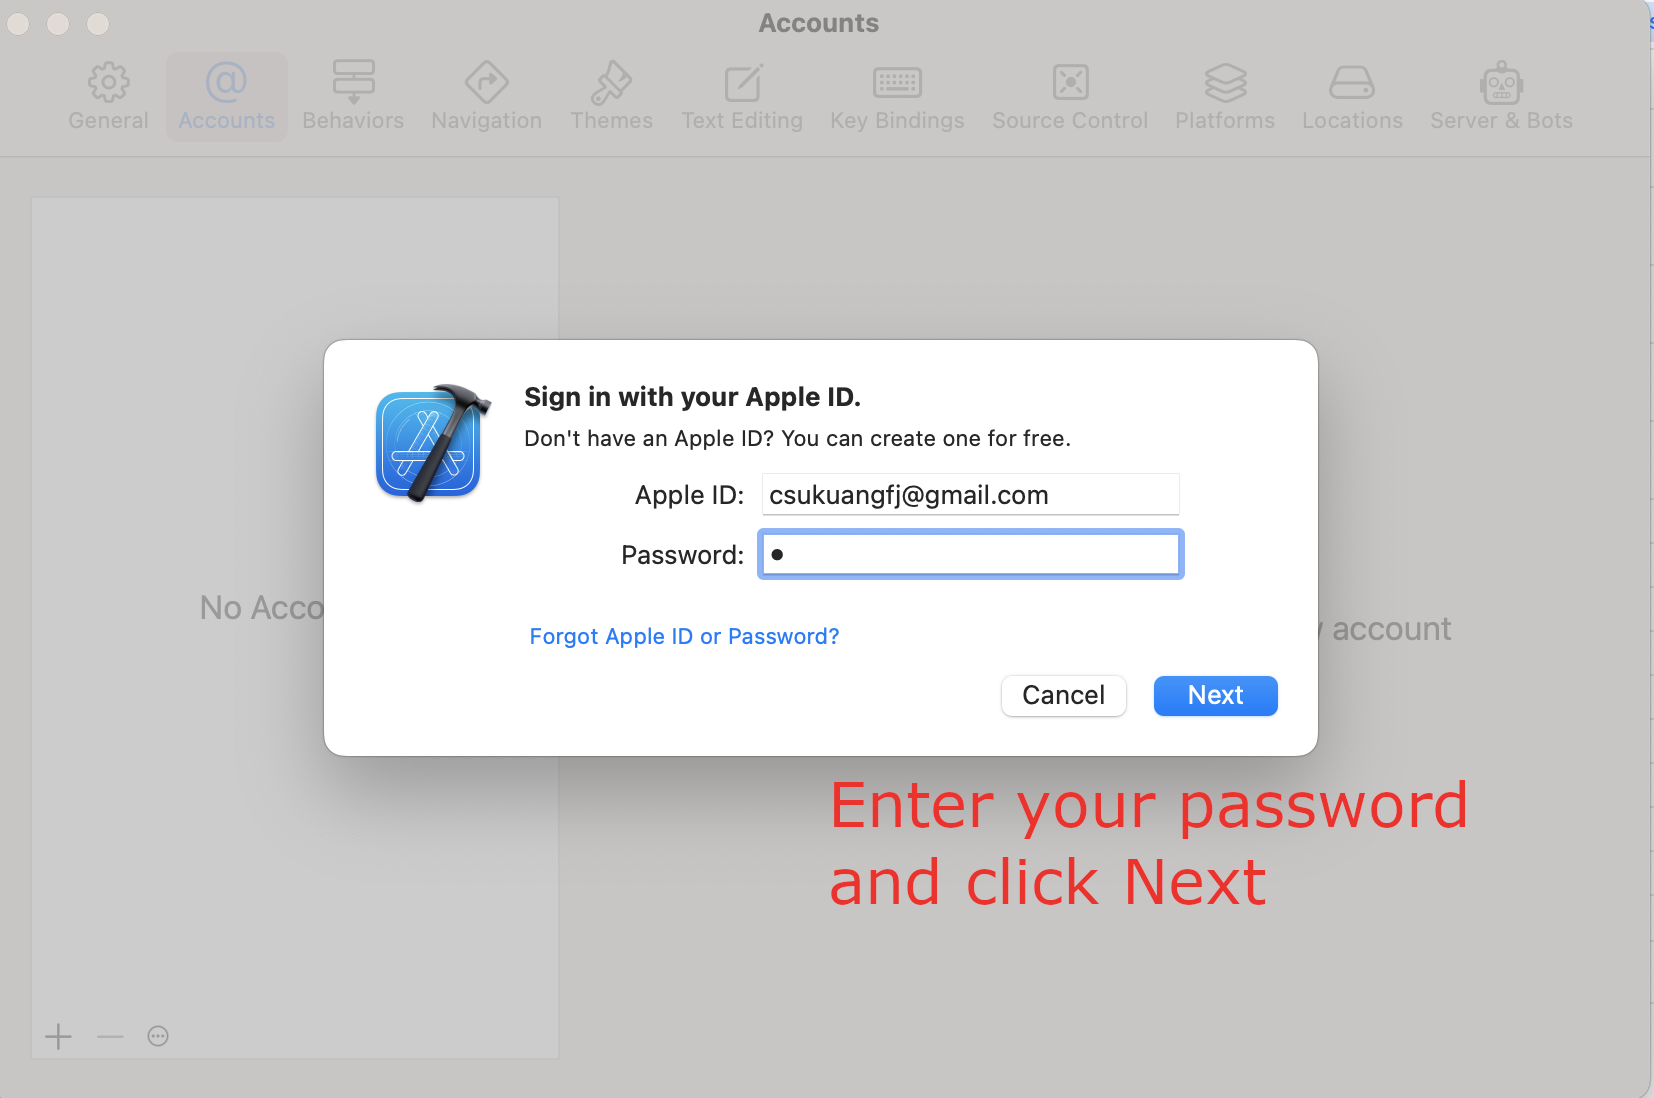 Accounts
General
Accounts
Behaviors
Navigation
Themes
Text Editing
Key Bindings
Source Control
Platforms
Locations
Server & Bots
Sign in with your Apple ID.
Don't have an Apple ID? You can create one for free.
Apple ID: csukuangfj@gmail.com
Password: ●
No Acco
account
Forgot Apple ID or Password?
Cancel
Next
Enter your password
and click Next